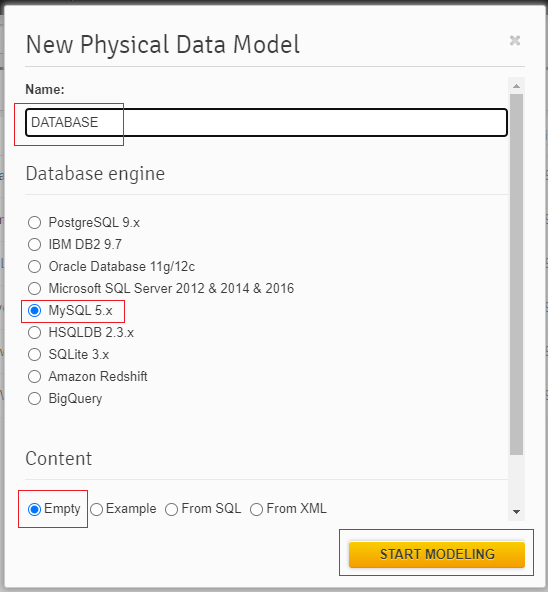 New Physical Data Model
Name:
DATABASE
Database engine
PostgreSQL 9.x
IBM DB2 9.7
Oracle Database 11g/12c
Microsoft SQL Server 2012 & 2014 & 2016
MySQL 5.x
HSQLDB 2.3.x
SQLite 3.x
Amazon Redshift
BigQuery
Content
Empty Example From SQL From XML
START MODELING